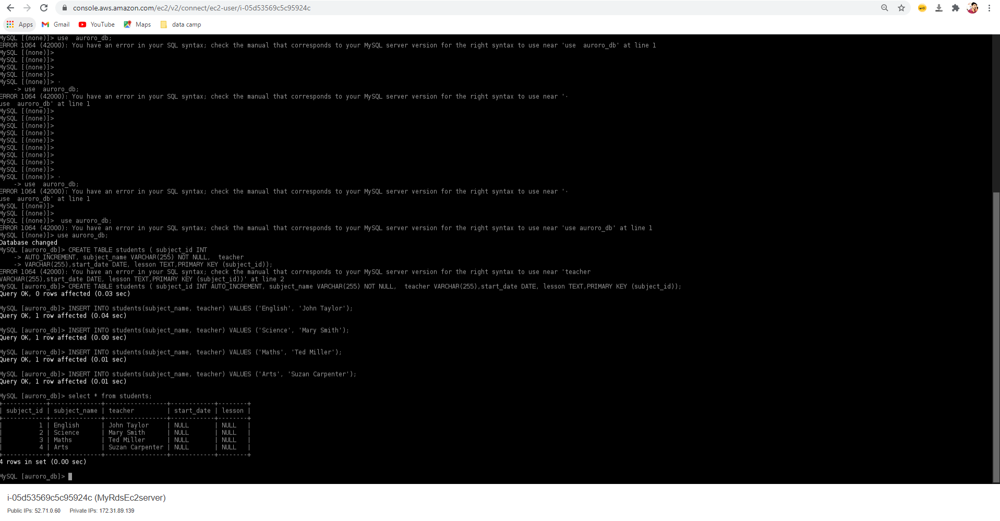 console.aws.amazon.com/ec2/v2/connect/ec2-user/i-05d53569c5c95924c
Apps Gmail YouTube Maps data camp
MySQL [(none)]> use  auroro_db;
ERROR 1064 (42000): You have an error in your SQL syntax; check the manual that corresponds to your MySQL server version for the right syntax to use near 'use  auroro_db' at line 1
MySQL [(none)]>
MySQL [(none)]>
MySQL [(none)]>
MySQL [(none)]>
MySQL [(none)]> ·
    -> use  auroro_db;
ERROR 1064 (42000): You have an error in your SQL syntax; check the manual that corresponds to your MySQL server version for the right syntax to use near '·
use  auroro_db' at line 1
MySQL [(none)]>
MySQL [(none)]>
MySQL [(none)]>
MySQL [(none)]>
MySQL [(none)]>
MySQL [(none)]>
MySQL [(none)]>
MySQL [(none)]>
MySQL [(none)]>
MySQL [(none)]> ·
    -> use  auroro_db;
ERROR 1064 (42000): You have an error in your SQL syntax; check the manual that corresponds to your MySQL server version for the right syntax to use near '·
use  auroro_db' at line 1
MySQL [(none)]>
MySQL [(none)]>
MySQL [(none)]>  use auroro_db;
ERROR 1064 (42000): You have an error in your SQL syntax; check the manual that corresponds to your MySQL server version for the right syntax to use near 'use auroro_db' at line 1
MySQL [(none)]> use auroro_db;
Database changed
MySQL [auroro_db]> CREATE TABLE students ( subject_id INT
    -> AUTO_INCREMENT, subject_name VARCHAR(255) NOT NULL,  teacher
    -> VARCHAR(255),start_date DATE, lesson TEXT,PRIMARY KEY (subject_id));
ERROR 1064 (42000): You have an error in your SQL syntax; check the manual that corresponds to your MySQL server version for the right syntax to use near 'teacher
VARCHAR(255),start_date DATE, lesson TEXT,PRIMARY KEY (subject_id))' at line 2
MySQL [auroro_db]> CREATE TABLE students ( subject_id INT AUTO_INCREMENT, subject_name VARCHAR(255) NOT NULL,  teacher VARCHAR(255),start_date DATE, lesson TEXT,PRIMARY KEY (subject_id));
Query OK, 0 rows affected (0.03 sec)
MySQL [auroro_db]> INSERT INTO students(subject_name, teacher) VALUES ('English', 'John Taylor');
Query OK, 1 row affected (0.04 sec)
MySQL [auroro_db]> INSERT INTO students(subject_name, teacher) VALUES ('Science', 'Mary Smith');
Query OK, 1 row affected (0.00 sec)
MySQL [auroro_db]> INSERT INTO students(subject_name, teacher) VALUES ('Maths', 'Ted Miller');
Query OK, 1 row affected (0.01 sec)
MySQL [auroro_db]> INSERT INTO students(subject_name, teacher) VALUES ('Arts', 'Suzan Carpenter');
Query OK, 1 row affected (0.01 sec)
MySQL [auroro_db]> select * from students;
+------------+--------------+-----------------+------------+--------+
| subject_id | subject_name | teacher         | start_date | lesson |
+------------+--------------+-----------------+------------+--------+
|          1 | English      | John Taylor     | NULL       | NULL   |
|          2 | Science      | Mary Smith      | NULL       | NULL   |
|          3 | Maths        | Ted Miller      | NULL       | NULL   |
|          4 | Arts         | Suzan Carpenter | NULL       | NULL   |
+------------+--------------+-----------------+------------+--------+
4 rows in set (0.00 sec)
MySQL [auroro_db]>
i-05d53569c5c95924c (MyRdsEc2server)
Public IPs: 52.71.0.60 Private IPs: 172.31.89.139